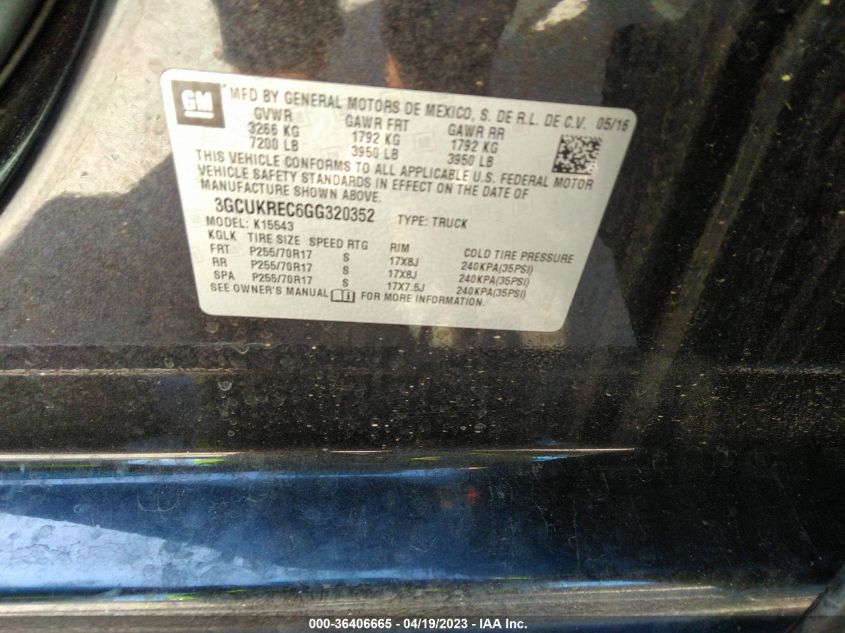 GM MFD BY GENERAL MOTORS DE MEXICO, S. DE R.L. DE C.V. 05/16
GVWR GAWR FRT GAWR RR
3266 KG 1792 KG 1792 KG
7200 LB 3950 LB 3950 LB
THIS VEHICLE CONFORMS TO ALL APPLICABLE U.S. FEDERAL MOTOR
VEHICLE SAFETY STANDARDS IN EFFECT ON THE DATE OF
MANUFACTURE SHOWN ABOVE.
3GCUKREC6GG320352 TYPE: TRUCK
MODEL: K15543
KGLK TIRE SIZE SPEED RTG RIM COLD TIRE PRESSURE
FRT P255/70R17 S 17X8J 240KPA(35PSI)
RR P255/70R17 S 17X8J 240KPA(35PSI)
SPA P255/70R17 S 17X7.5J 240KPA(35PSI)
SEE OWNER'S MANUAL FOR MORE INFORMATION.
000-36406665 - 04/19/2023 - IAA Inc.